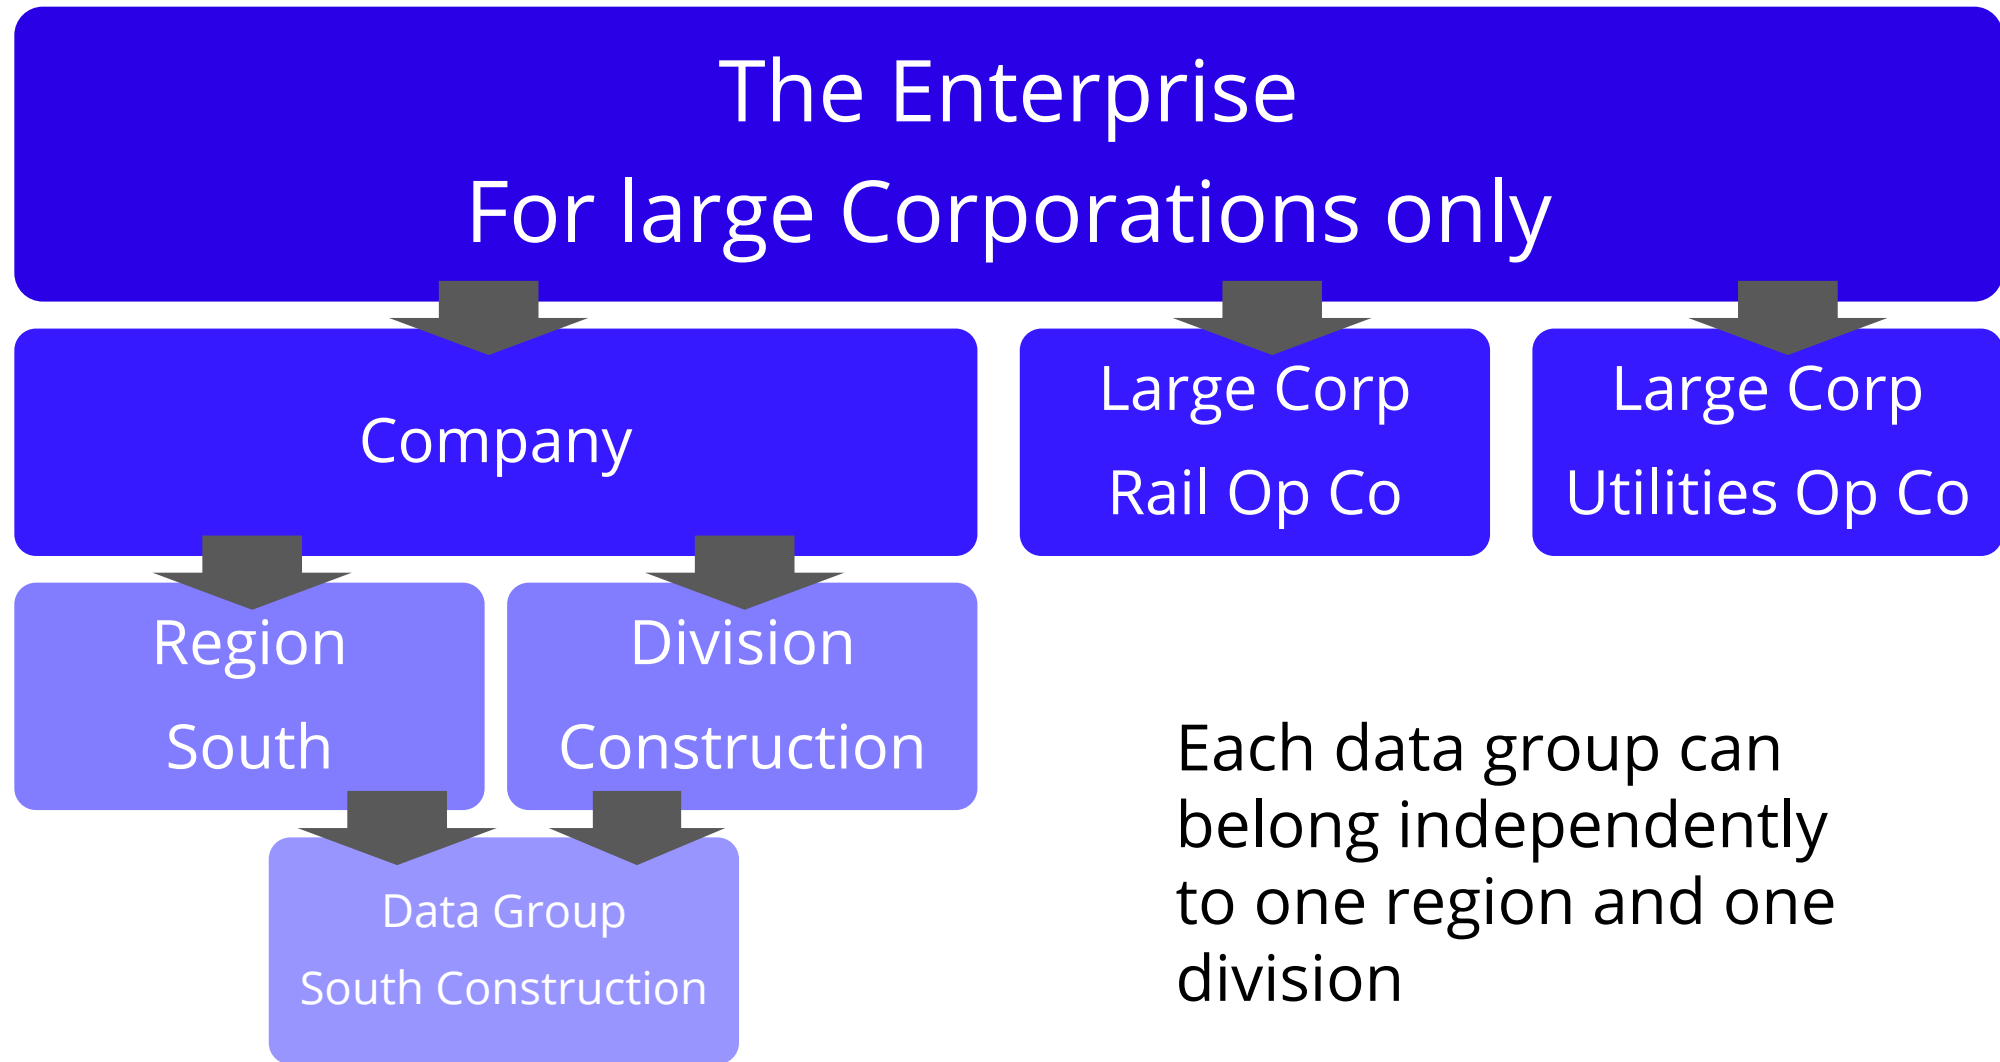 The Enterprise
For large Corporations only
Company
Large Corp
Rail Op Co
Large Corp
Utilities Op Co
Region
South
Division
Construction
Data Group
South Construction
Each data group can
belong independently
to one region and one
division